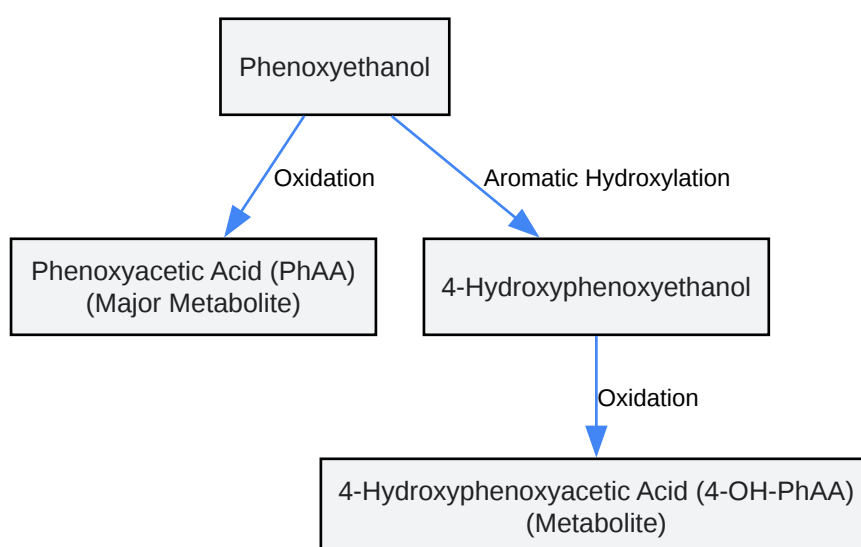 Phenoxyethanol
Oxidation
Aromatic Hydroxylation
Phenoxyacetic Acid (PhAA)
(Major Metabolite)
4-Hydroxyphenoxyethanol
Oxidation
4-Hydroxyphenoxyacetic Acid (4-OH-PhAA)
(Metabolite)